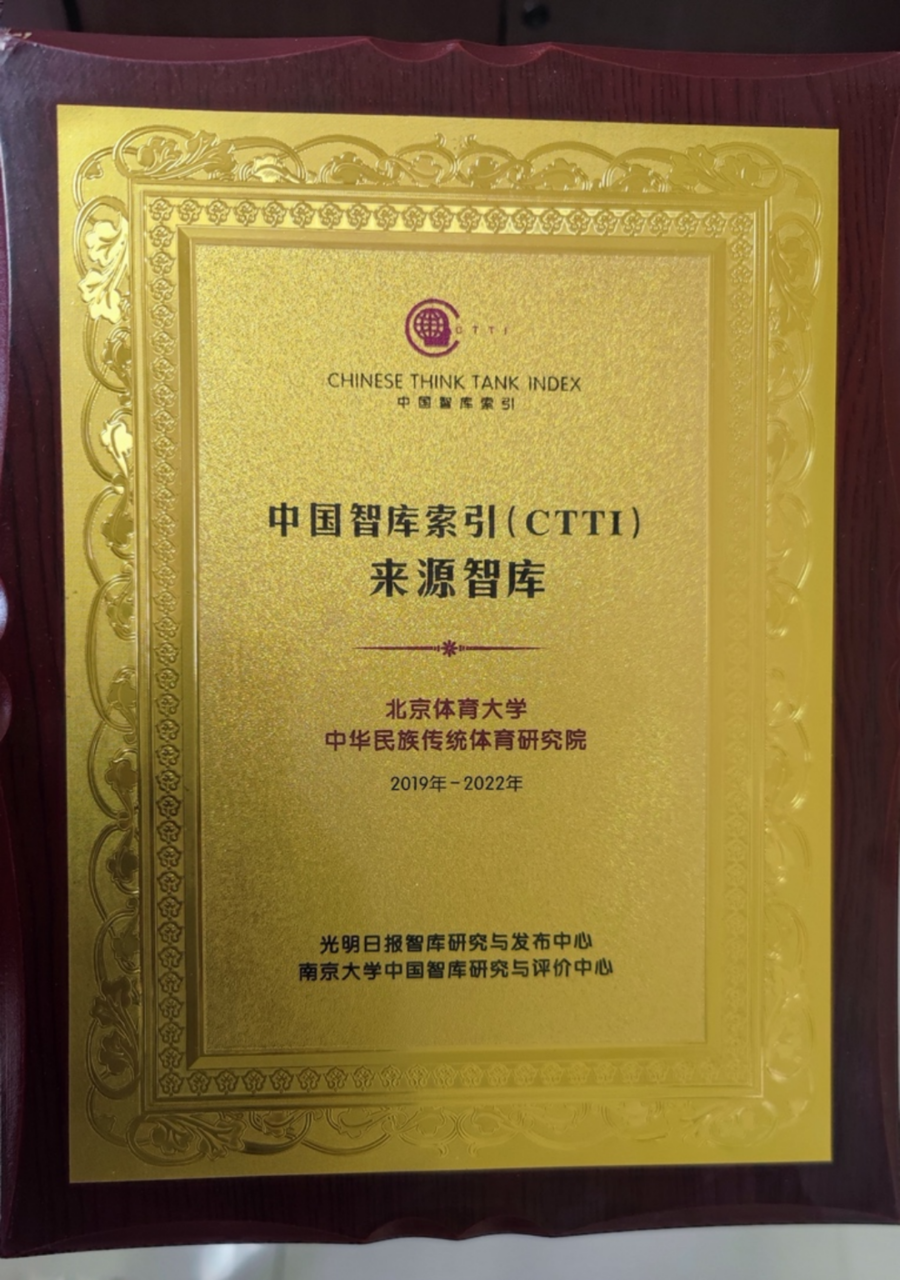 CTTI
CHINESE THINK TANK INDEX
中国智库索引
中国智库索引(CTTI)
来源智库
北京体育大学
中华民族传统体育研究院
2019年-2022年
光明日报智库研究与发布中心
南京大学中国智库研究与评价中心